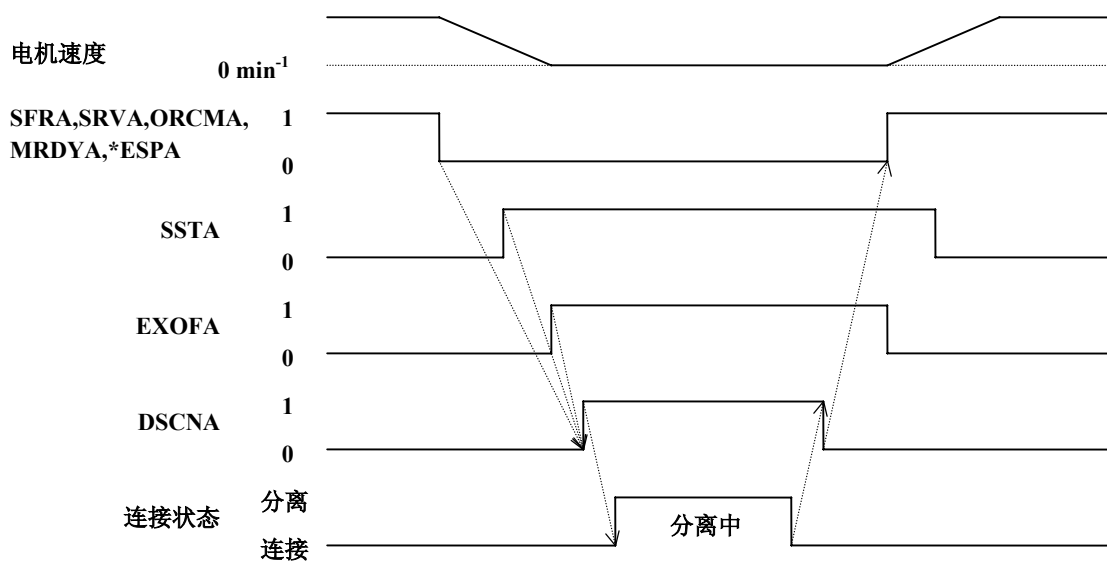 电机速度
0 min⁻¹
SFRA,SRVA,ORCMA,
MRDYA,*ESPA
1
0
SSTA
1
0
EXOFA
1
0
DSCNA
1
0
连接状态
分离
连接
分离中